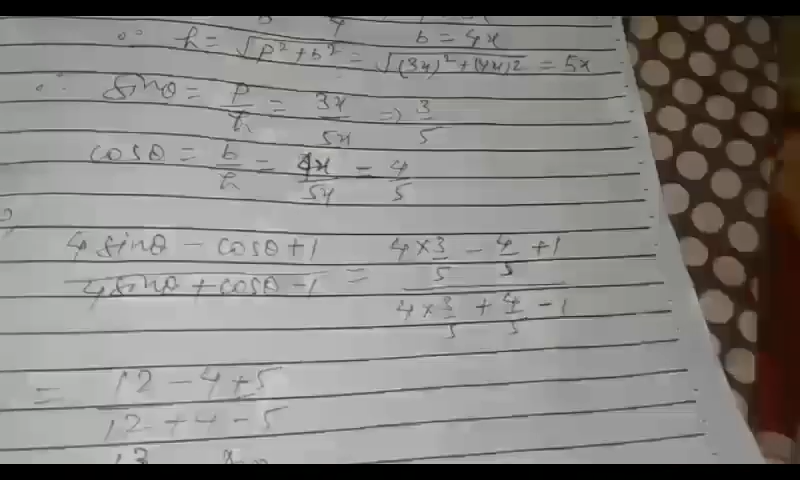 b = 4x
∴ h = √p²+b² = √(3x)²+(4x)² = 5x
∴ sinθ = p/h = 3x/5x ⇒ 3/5
cosθ = b/h = 4x/5x = 4/5
4sinθ - cosθ+1 / 4sinθ + cosθ-1 = 4×3/5 - 4/5 +1 / 4×3/5 + 4/5 - 1
= 12 - 4 + 5 / 12 + 4 - 5
13